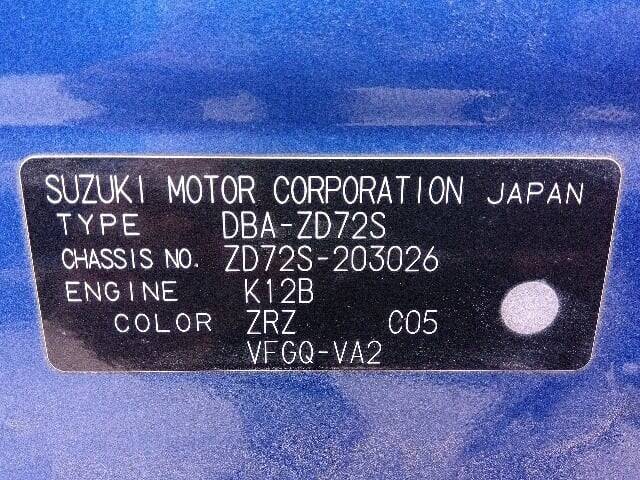 SUZUKI MOTOR CORPORATION JAPAN
TYPE DBA-ZD72S
CHASSIS NO. ZD72S-203026
ENGINE K12B
COLOR ZRZ C05
VFGQ-VA2